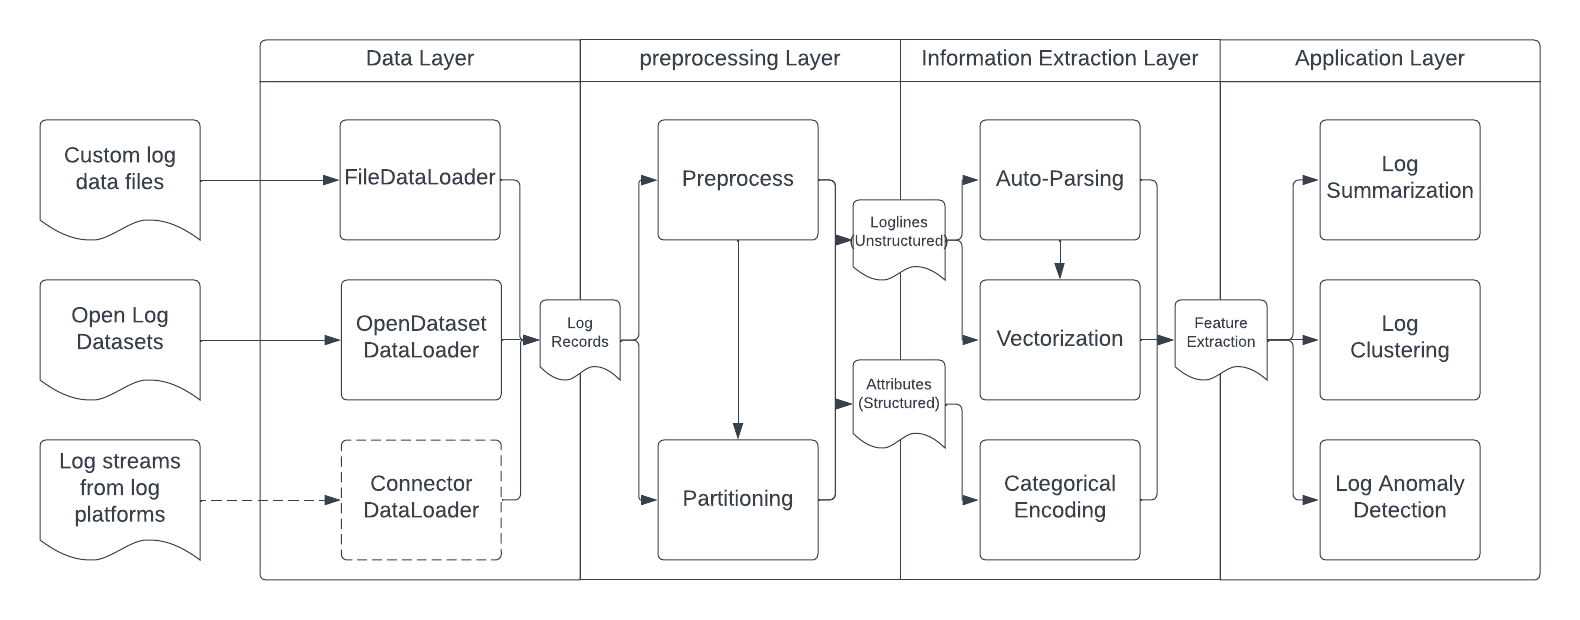 Data Layer
preprocessing Layer
Information Extraction Layer
Application Layer
Custom log
data files
Open Log
Datasets
Log streams
from log
platforms
FileDataLoader
OpenDataset
DataLoader
Connector
DataLoader
Log
Records
Preprocess
Partitioning
Loglines
(Unstructured)
Attributes
(Structured)
Auto-Parsing
Vectorization
Categorical
Encoding
Feature
Extraction
Log
Summarization
Log
Clustering
Log Anomaly
Detection